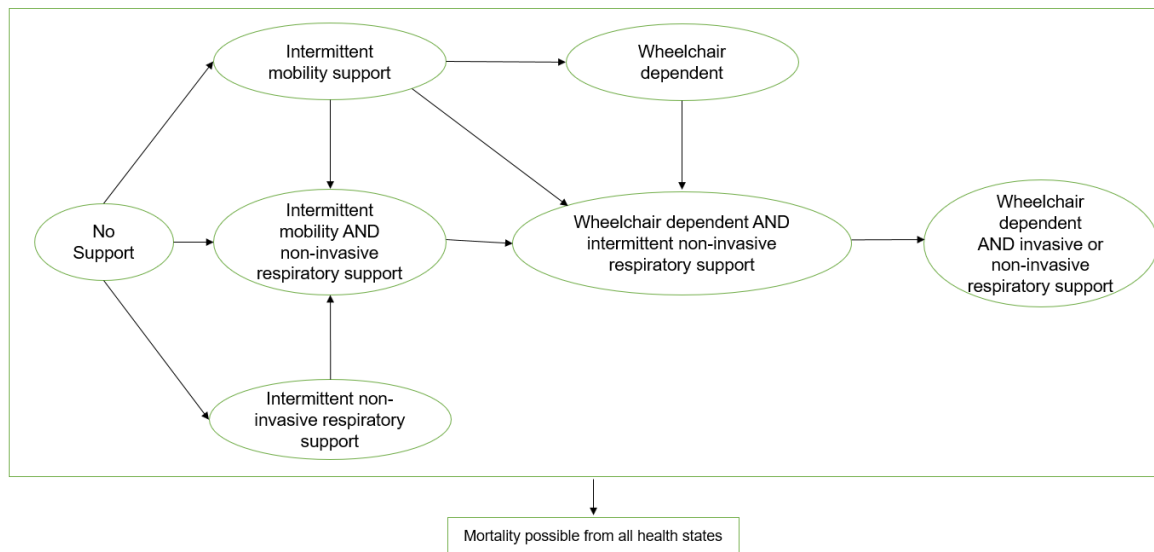 Intermittent
mobility support
Wheelchair
dependent
No
Support
Intermittent
mobility AND
non-invasive
respiratory support
Wheelchair dependent AND
intermittent non-invasive
respiratory support
Wheelchair
dependent
AND invasive or
non-invasive
respiratory support
Intermittent non-
invasive respiratory
support
Mortality possible from all health states